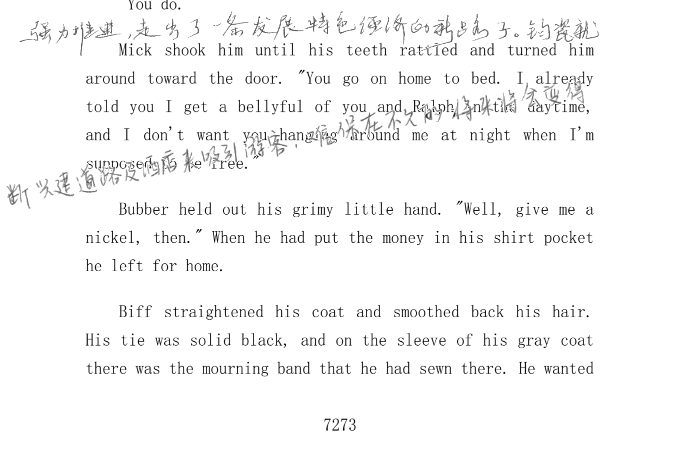 You do.
强力推进，走出了一条发展特色经济的新路子。钧瓷就
Mick shook him until his teeth rattled and turned him
around toward the door. "You go on home to bed. I already
told you I get a bellyful of you and Ralph in the daytime,
and I don't want you hanging around me at night when I'm
supposed to be free."
断兴建道路及酒店来吸引游客，确保在不久的将来将会变得
Bubber held out his grimy little hand. "Well, give me a
nickel, then." When he had put the money in his shirt pocket
he left for home.
Biff straightened his coat and smoothed back his hair.
His tie was solid black, and on the sleeve of his gray coat
there was the mourning band that he had sewn there. He wanted
7273